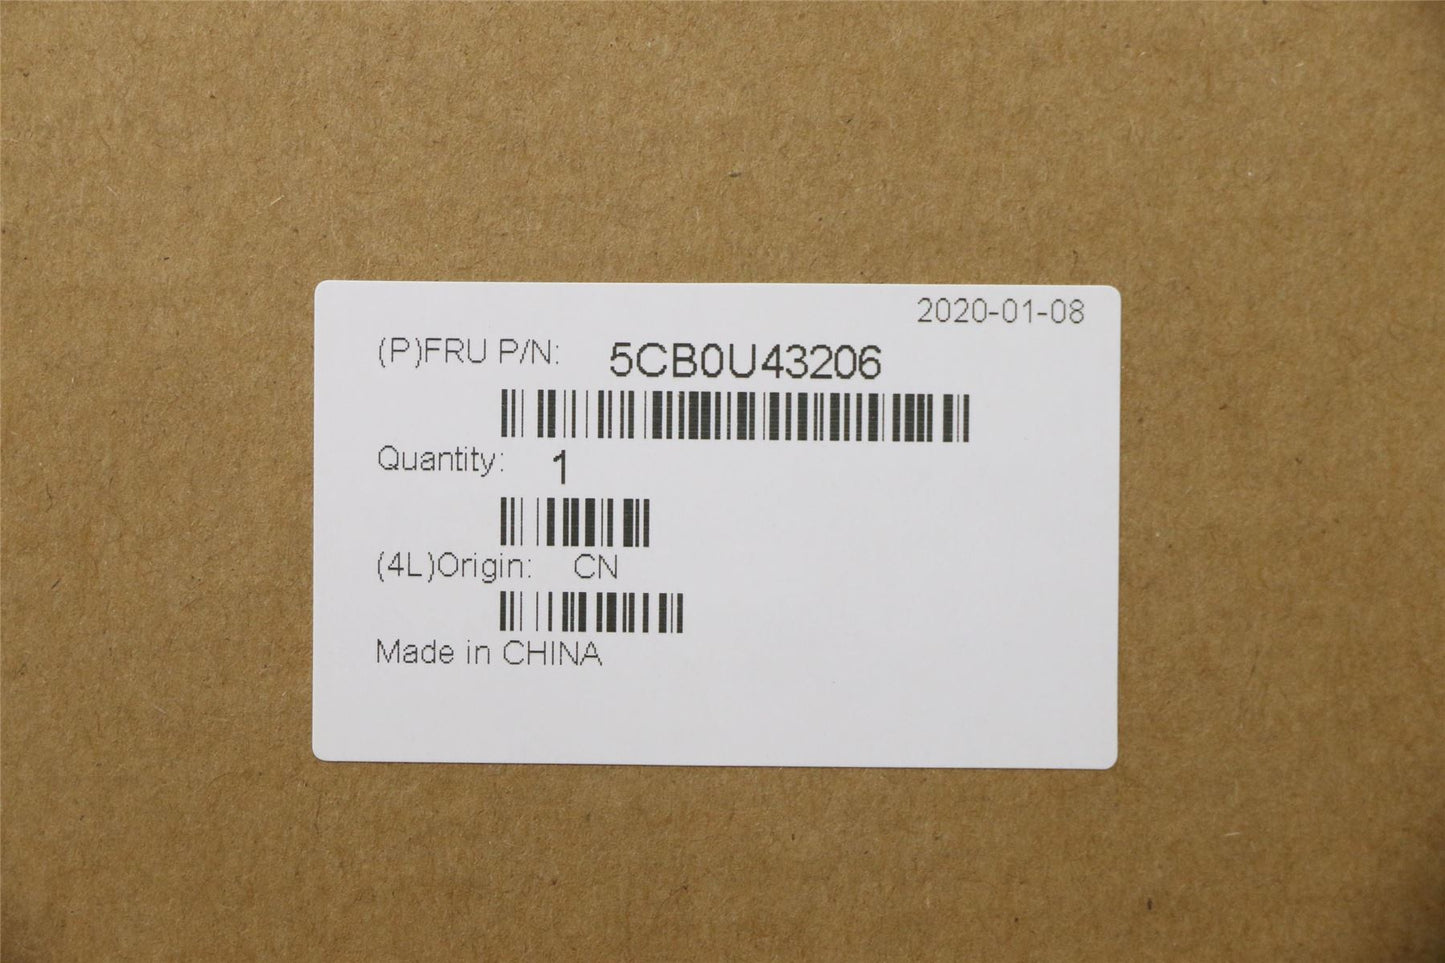 2020-01-08
(P)FRU P/N: 5CB0U43206
Quantity: 1
(4L)Origin: CN
Made in CHINA